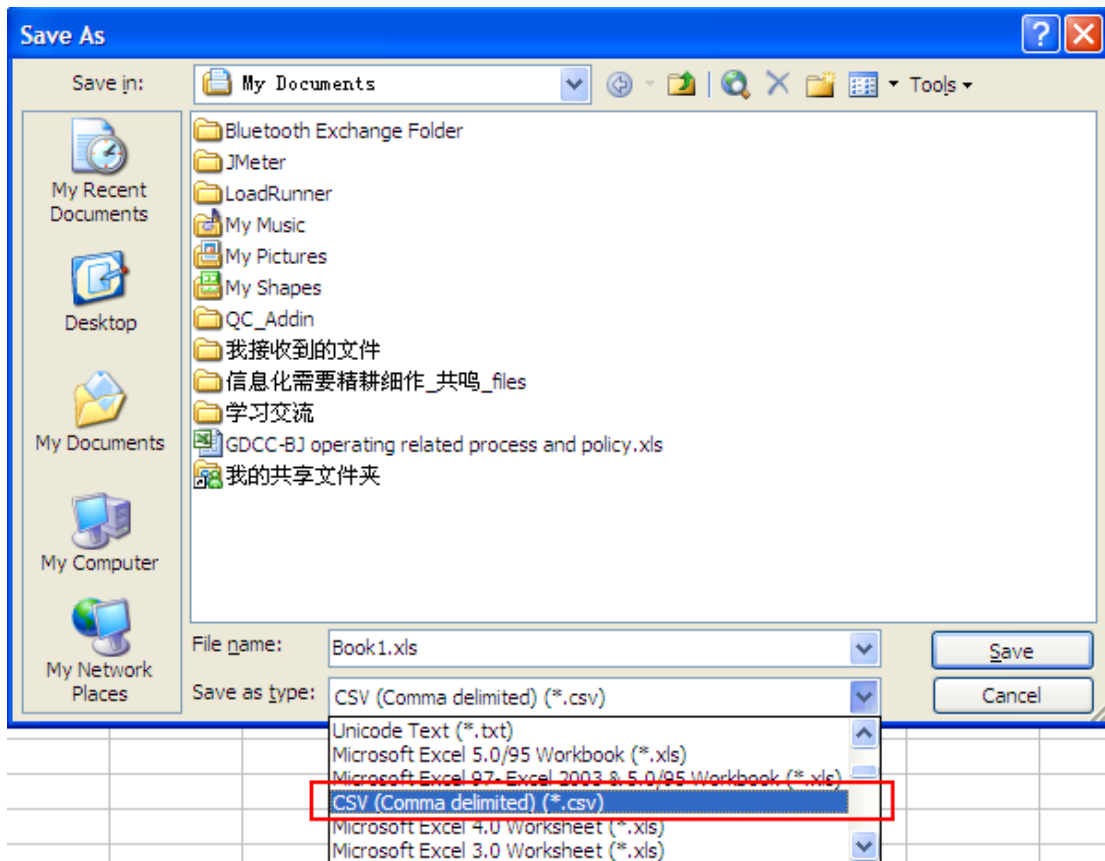 Save As
Save in:
My Documents
Tools
My Recent
Documents
Desktop
My Documents
My Computer
My Network
Places
Bluetooth Exchange Folder
JMeter
LoadRunner
My Music
My Pictures
My Shapes
QC_Addin
我接收到的文件
信息化需要精耕细作_共鸣_files
学习交流
GDCC-BJ operating related process and policy.xls
我的共享文件夹
File name:
Book1.xls
Save
Save as type:
CSV (Comma delimited) (*.csv)
Cancel
Unicode Text (*.txt)
Microsoft Excel 5.0/95 Workbook (*.xls)
Microsoft Excel 97- Excel 2003 & 5.0/95 Workbook (*.xls)
CSV (Comma delimited) (*.csv)
Microsoft Excel 4.0 Worksheet (*.xls)
Microsoft Excel 3.0 Worksheet (*.xls)